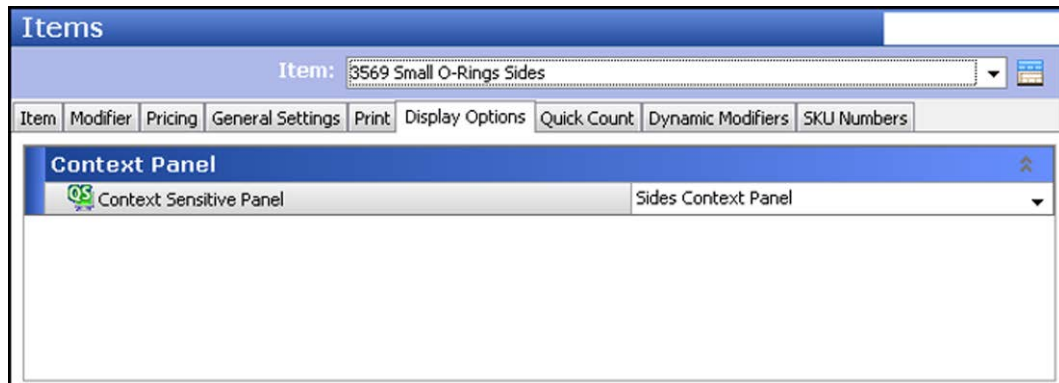 Items
Item: 3569 Small O-Rings Sides
Item Modifier Pricing General Settings Print Display Options Quick Count Dynamic Modifiers SKU Numbers
Context Panel
QS Context Sensitive Panel Sides Context Panel